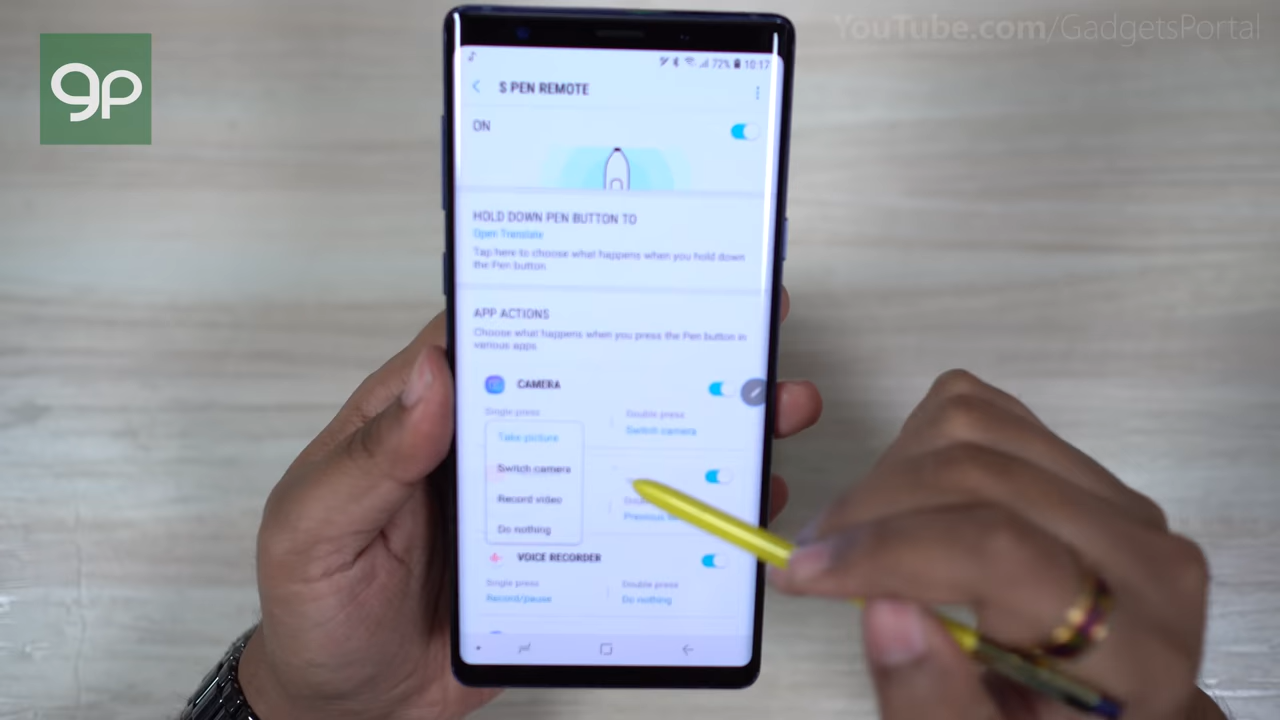 YouTube.com/GadgetsPortal
gp
72% 10:17
S PEN REMOTE
ON
HOLD DOWN PEN BUTTON TO
Open Translate
Tap here to choose what happens when you hold down
the Pen button
APP ACTIONS
Choose what happens when you press the Pen button in
various apps
CAMERA
Single press
Double press
Take picture
Switch camera
Switch camera
Record video
Do nothing
VOICE RECORDER
Single press
Double press
Record/pause
Do nothing